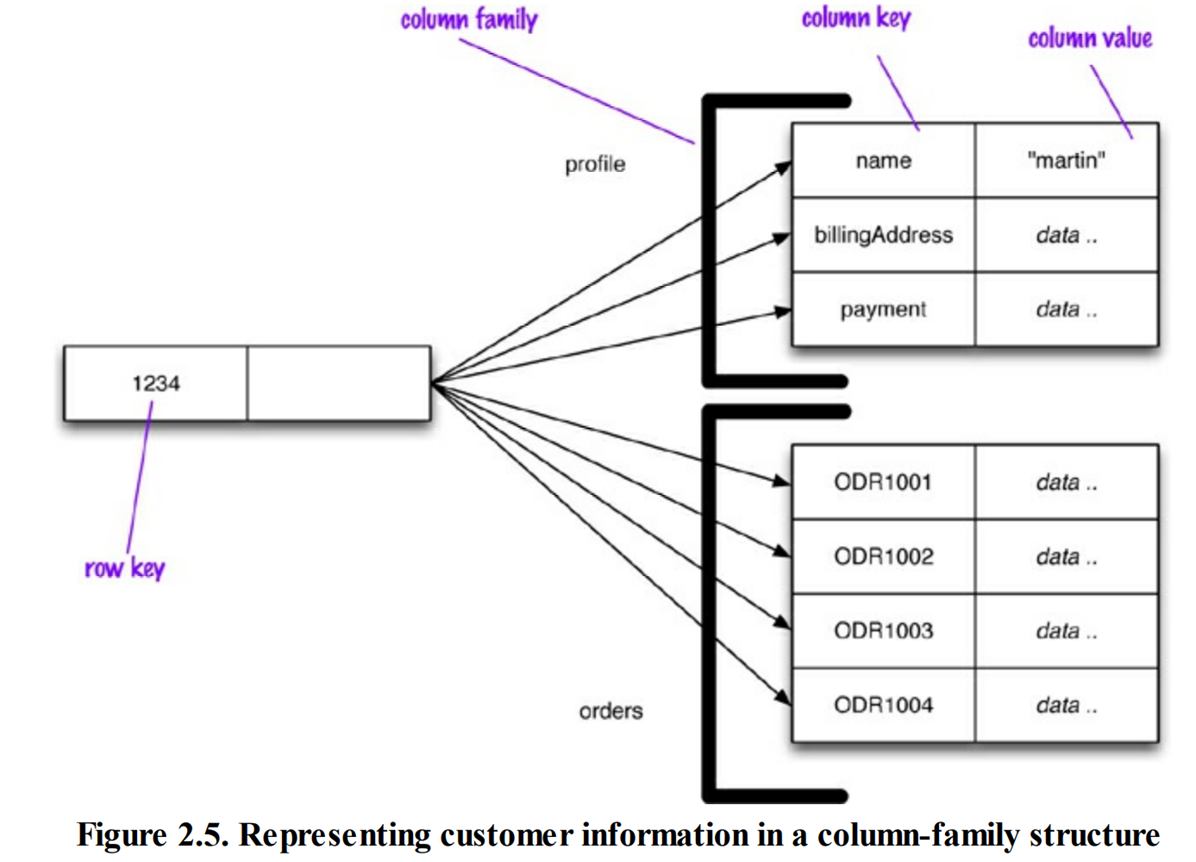 column family
column key
column value
profile
name
"martin"
billingAddress
data ..
payment
data ..
1234
row key
ODR1001
data ..
ODR1002
data ..
ODR1003
data ..
ODR1004
data ..
orders
Figure 2.5. Representing customer information in a column-family structure